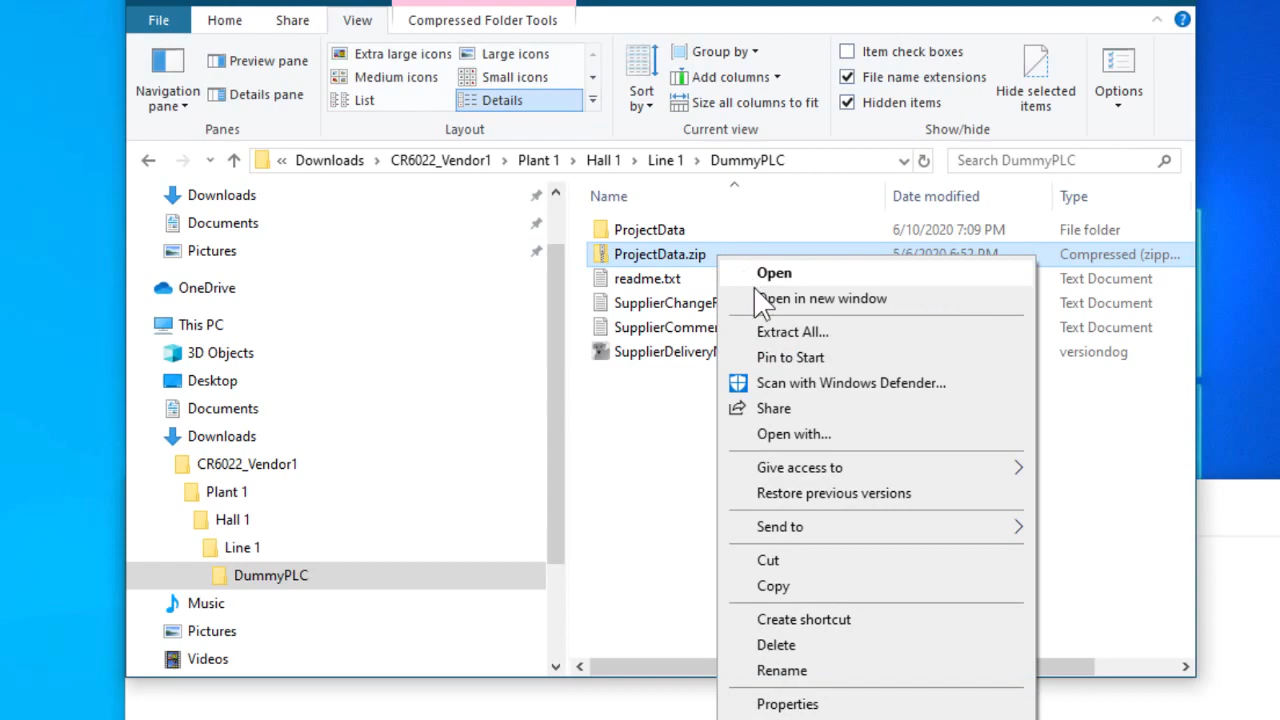 File Home Share View Compressed Folder Tools
Navigation pane
Preview pane
Details pane
Panes
Extra large icons Large icons
Medium icons Small icons
List Details
Layout
Sort by
Group by
Add columns
Size all columns to fit
Current view
Item check boxes
File name extensions
Hidden items
Hide selected items
Options
Show/hide
« Downloads > CR6022_Vendor1 > Plant 1 > Hall 1 > Line 1 > DummyPLC
Search DummyPLC
Downloads
Documents
Pictures
OneDrive
This PC
3D Objects
Desktop
Documents
Downloads
CR6022_Vendor1
Plant 1
Hall 1
Line 1
DummyPLC
Music
Pictures
Videos
Name Date modified Type
ProjectData 6/10/2020 7:09 PM File folder
ProjectData.zip 5/6/2020 6:52 PM Compressed (zipp...
readme.txt Text Document
SupplierChange Text Document
SupplierComme Text Document
SupplierDelivery versiondog
Open
Open in new window
Extract All...
Pin to Start
Scan with Windows Defender...
Share
Open with...
Give access to
Restore previous versions
Send to
Cut
Copy
Create shortcut
Delete
Rename
Properties